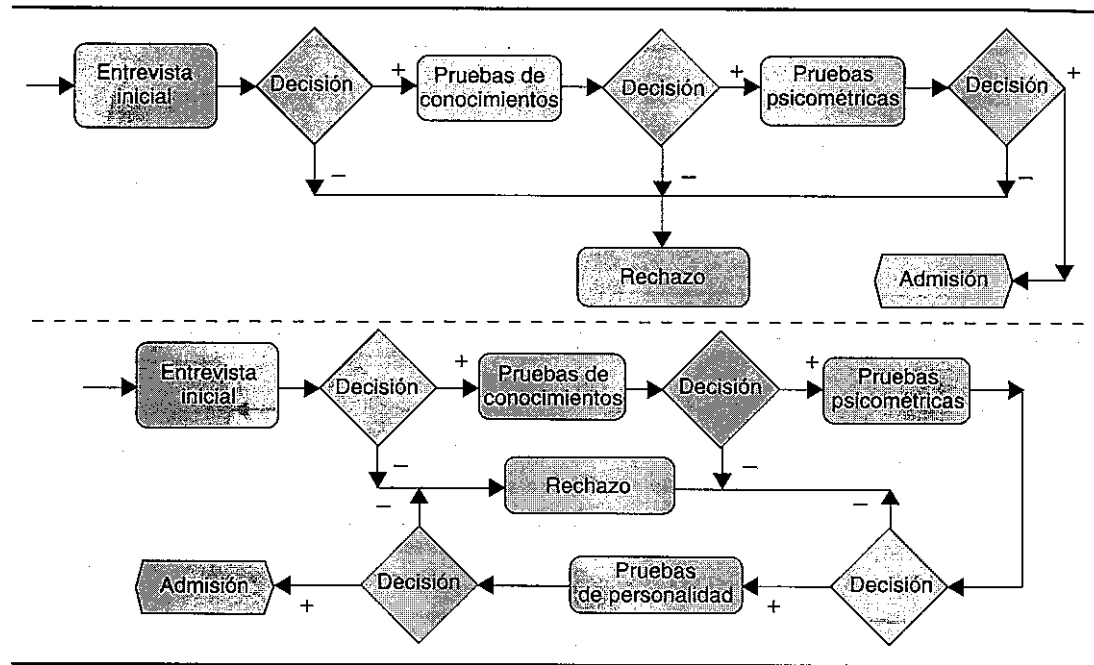 Entrevista
inicial
Decisión
+
Pruebas de
conocimientos
Decisión
+
Pruebas
psicométricas
Decisión
+
−
−
−
Rechazo
Admisión
Entrevista
inicial
Decisión
+
Pruebas de
conocimientos
Decisión
+
Pruebas
psicométricas
−
−
Rechazo
−
−
Admisión
+
Decisión
Pruebas
de personalidad
+
Decisión